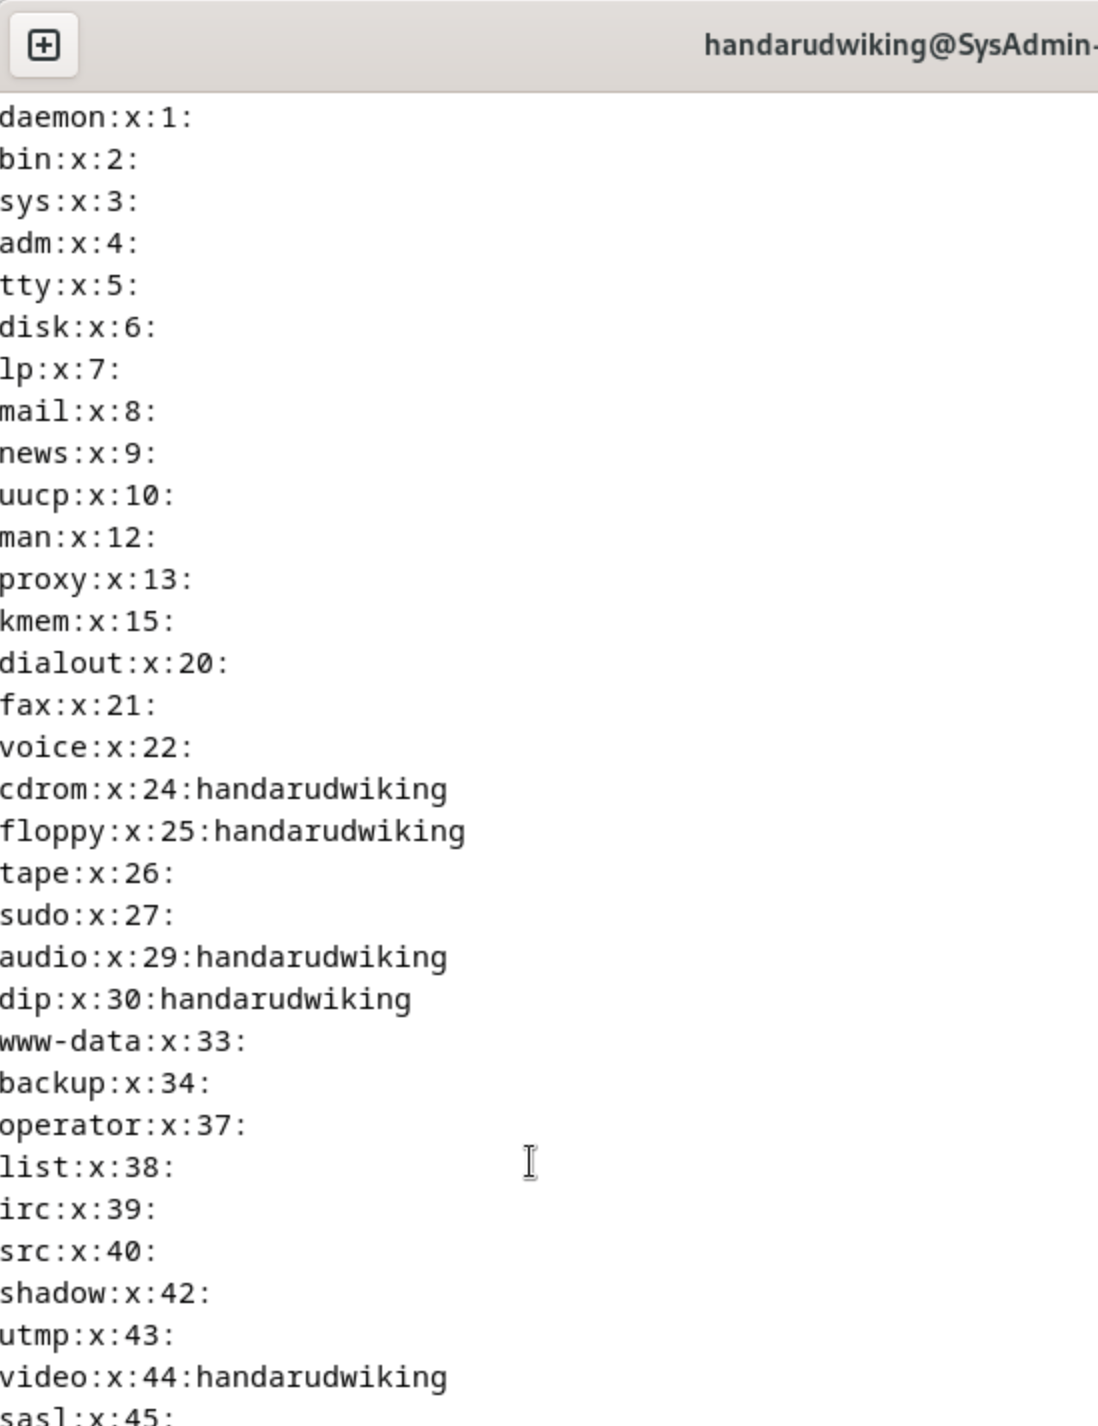 handarudwiking@SysAdmin-
daemon:x:1:
bin:x:2:
sys:x:3:
adm:x:4:
tty:x:5:
disk:x:6:
lp:x:7:
mail:x:8:
news:x:9:
uucp:x:10:
man:x:12:
proxy:x:13:
kmem:x:15:
dialout:x:20:
fax:x:21:
voice:x:22:
cdrom:x:24:handarudwiking
floppy:x:25:handarudwiking
tape:x:26:
sudo:x:27:
audio:x:29:handarudwiking
dip:x:30:handarudwiking
www-data:x:33:
backup:x:34:
operator:x:37:
list:x:38:
irc:x:39:
src:x:40:
shadow:x:42:
utmp:x:43:
video:x:44:handarudwiking
sasl:x:45: